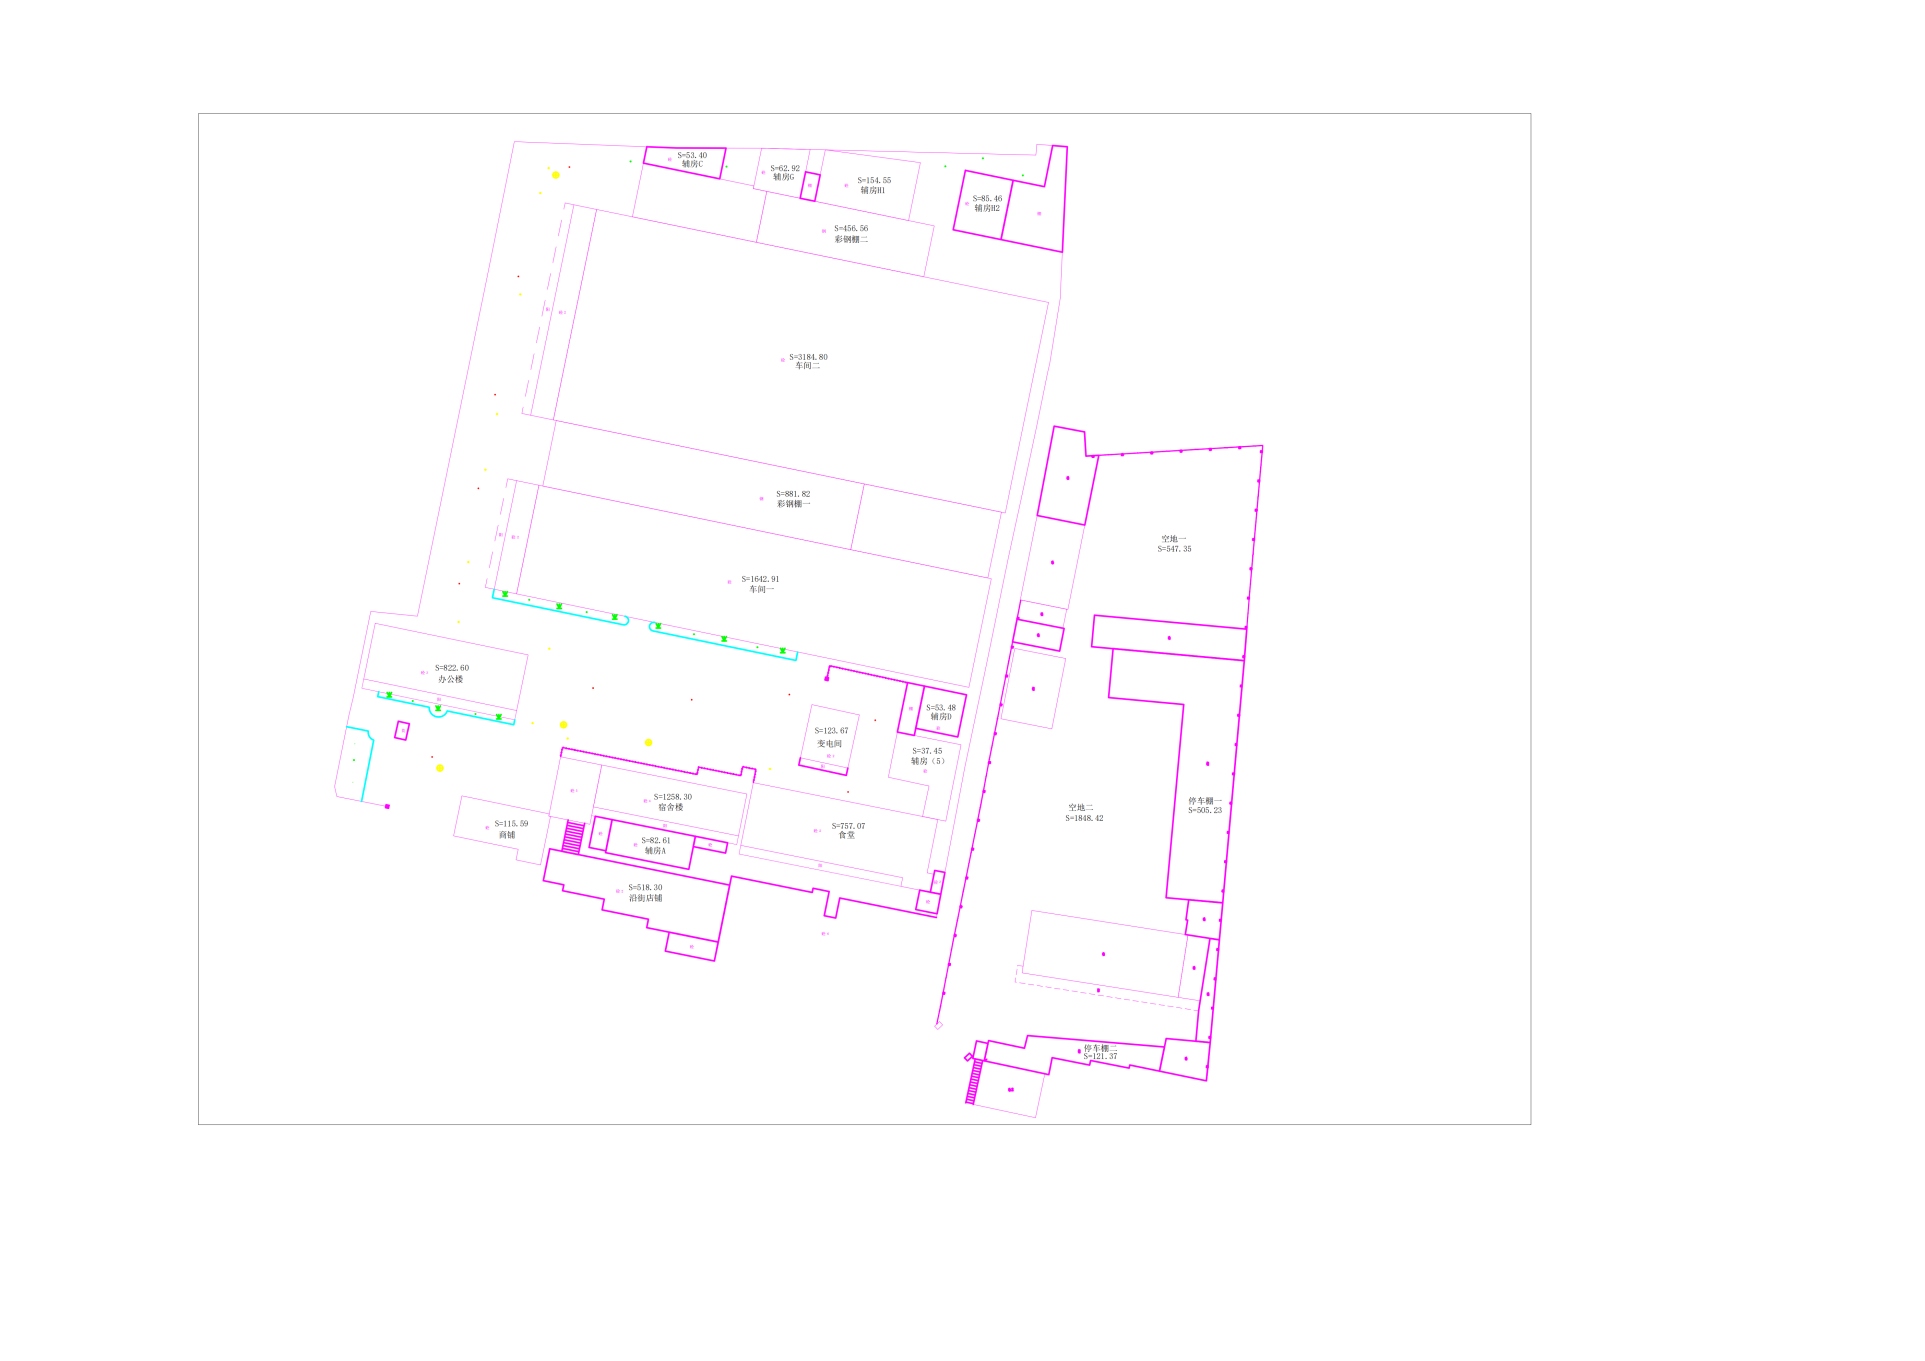 S=53.40
辅房C
S=62.92
辅房G
S=154.55
辅房H1
S=85.46
辅房H2
S=456.56
彩钢棚二
S=3184.80
车间二
S=881.82
彩钢棚一
空地一
S=547.35
S=1642.91
车间一
S=822.60
办公楼
S=53.48
辅房D
S=123.67
变电间
S=37.45
辅房（5）
S=1258.30
宿舍楼
停车棚一
S=505.23
空地二
S=1848.42
S=115.59
商铺
S=757.07
食堂
S=82.61
辅房A
S=518.30
沿街店铺
停车棚二
S=121.37